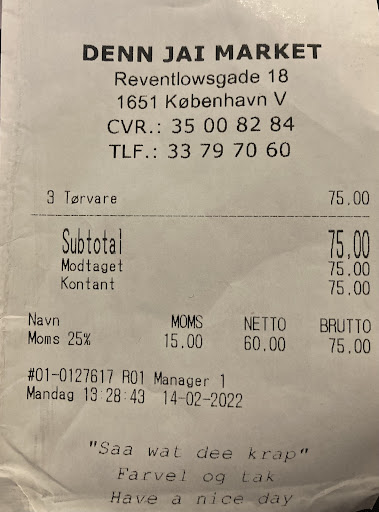 DENN JAI MARKET
Reventlowsgade 18
1651 København V
CVR.: 35 00 82 84
TLF.: 33 79 70 60
3 Tørvare 75.00
Subtotal 75,00
Modtaget 75.00
Kontant 75.00
Navn MOMS NETTO BRUTTO
Moms 25% 15.00 60.00 75.00
#01-0127617 R01 Manager 1
Mandag 13:28:43 14-02-2022
"Saa wat dee krap"
Farvel og tak
Have a nice day